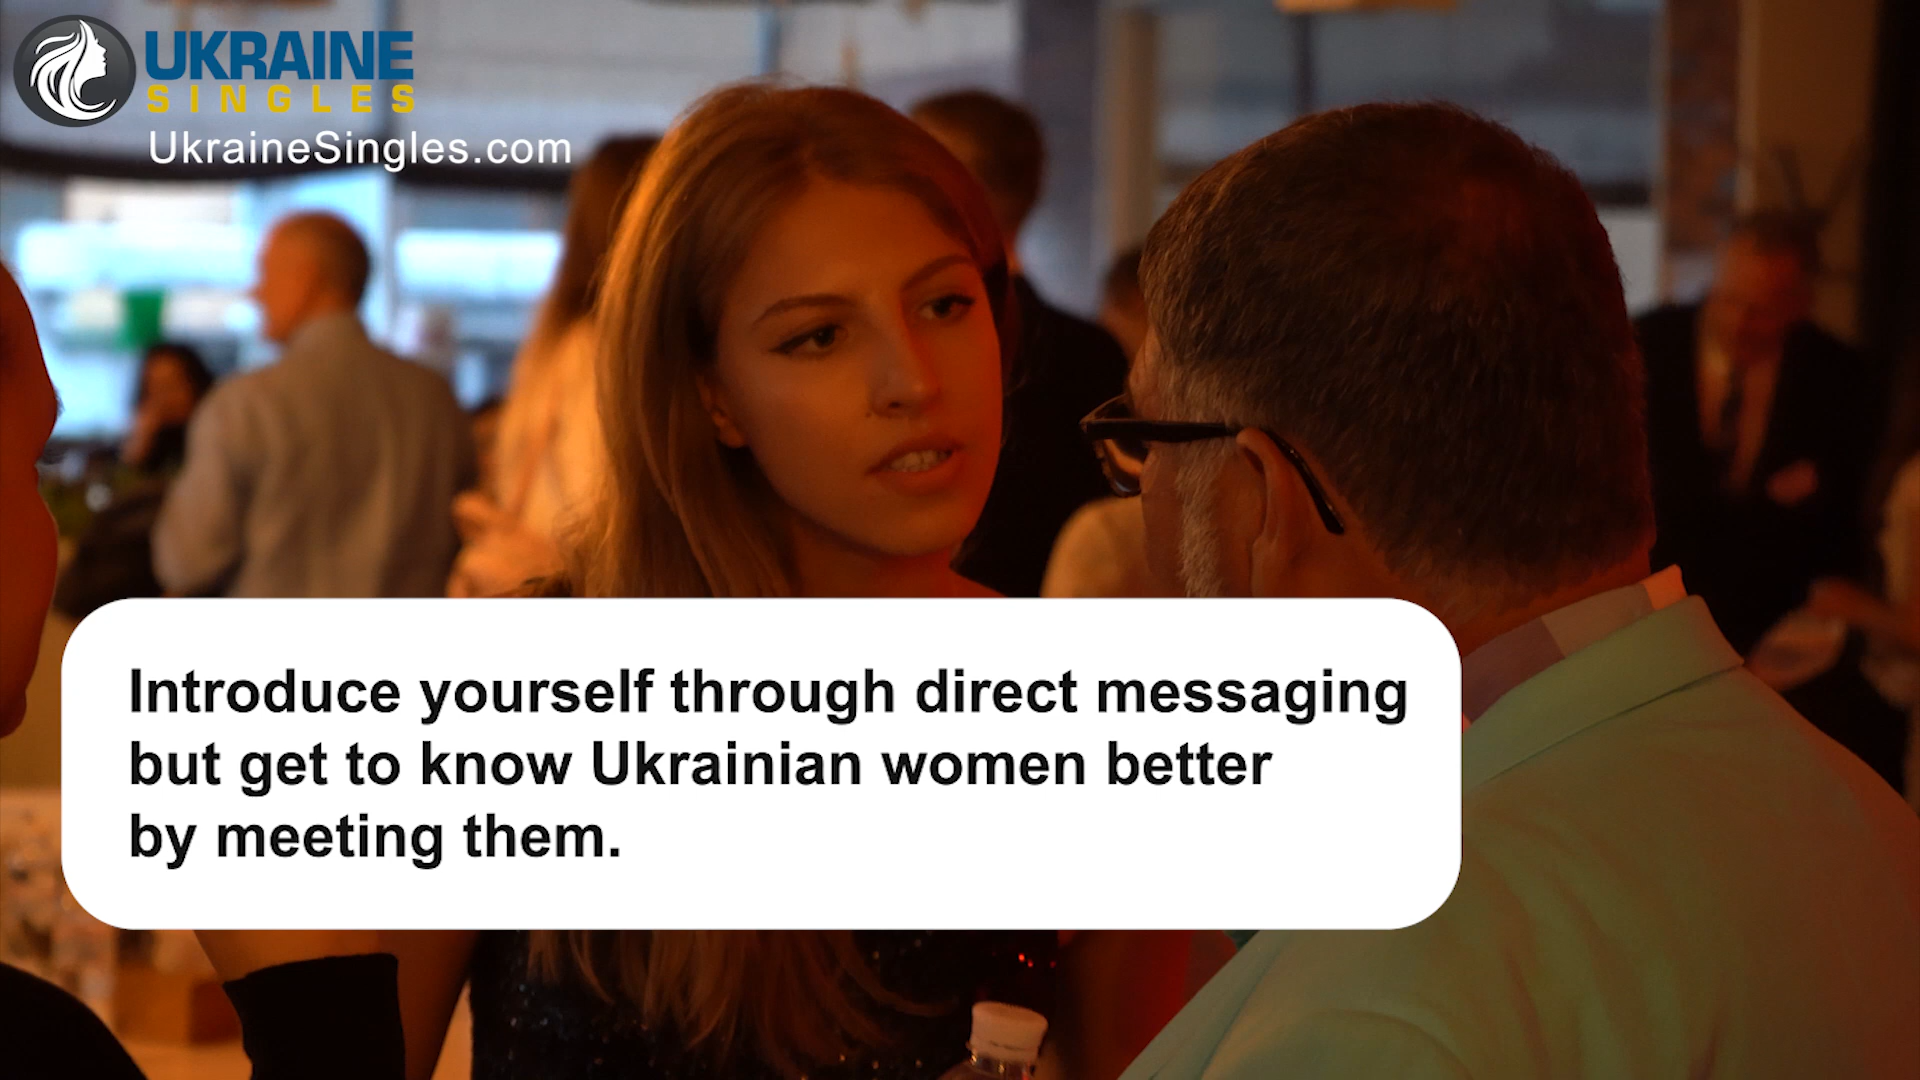 UKRAINE
SINGLES
UkraineSingles.com
Introduce yourself through direct messaging
but get to know Ukrainian women better
by meeting them.